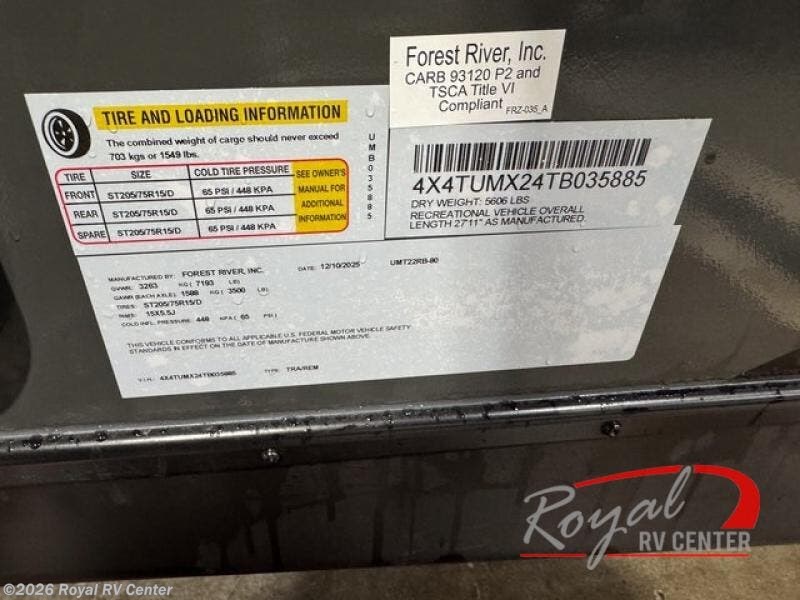 Forest River, Inc.
CARB 93120 P2 and
TSCA Title VI
Compliant
FRZ-035_A
TIRE AND LOADING INFORMATION
The combined weight of cargo should never exceed
703 kgs or 1549 lbs.
TIRE SIZE COLD TIRE PRESSURE
FRONT ST205/75R15/D 65 PSI / 448 KPA
REAR ST205/75R15/D 65 PSI / 448 KPA
SPARE ST205/75R15/D 65 PSI / 448 KPA
SEE OWNER'S
MANUAL FOR
ADDITIONAL
INFORMATION
UMB035885
4X4TUMX24TB035885
DRY WEIGHT: 5606 LBS
RECREATIONAL VEHICLE OVERALL
LENGTH 27'11" AS MANUFACTURED.
MANUFACTURED BY: FOREST RIVER, INC. DATE: 12/10/2025 UMT22RB-80
GVWR: 3263 KG ( 7193 LB)
GAWR (EACH AXLE): 1588 KG ( 3500 LB)
TIRES: ST205/75R15/D
RIMS: 15X5.5J
COLD INFL. PRESSURE: 448 KPA ( 65 PSI )
THIS VEHICLE CONFORMS TO ALL APPLICABLE U.S. FEDERAL MOTOR VEHICLE SAFETY
STANDARDS IN EFFECT ON THE DATE OF MANUFACTURE SHOWN ABOVE.
V.I.N.: 4X4TUMX24TB035885 TYPE: TRA/REM
Royal
RV CENTER
©2026 Royal RV Center